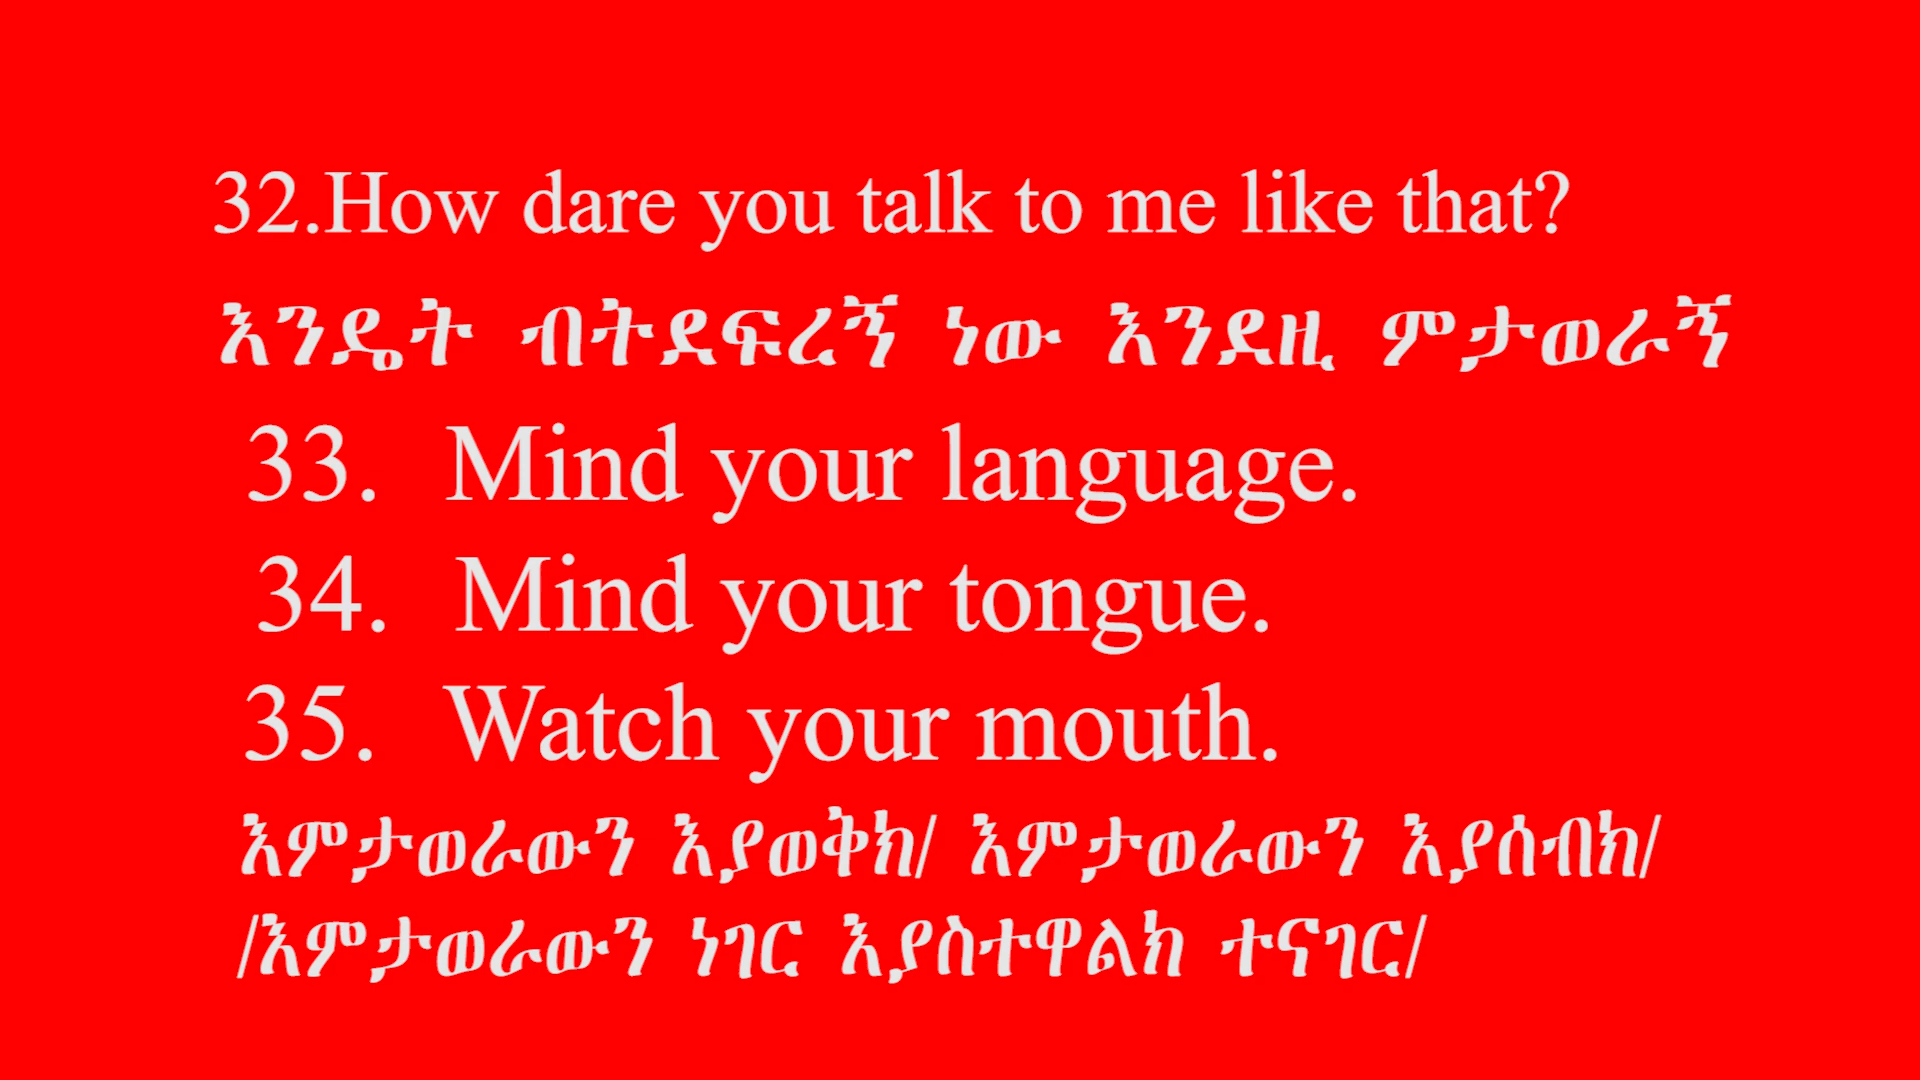 32.How dare you talk to me like that?
እንዴት ብትደፍረኝ ነው እንደዚ ምታወራኝ
33. Mind your language.
34. Mind your tongue.
35. Watch your mouth.
እምታወራውን እያወቅክ/ እምታወራውን እያሰብክ/
/እምታወራውን ነገር እያስተዋልክ ተናገር/